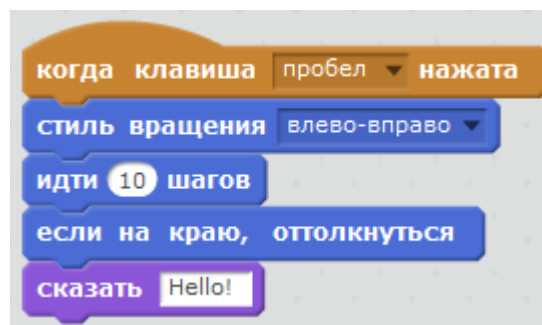 когда клавиша пробел нажата
стиль вращения влево-вправо
идти 10 шагов
если на краю, оттолкнуться
сказать Hello!